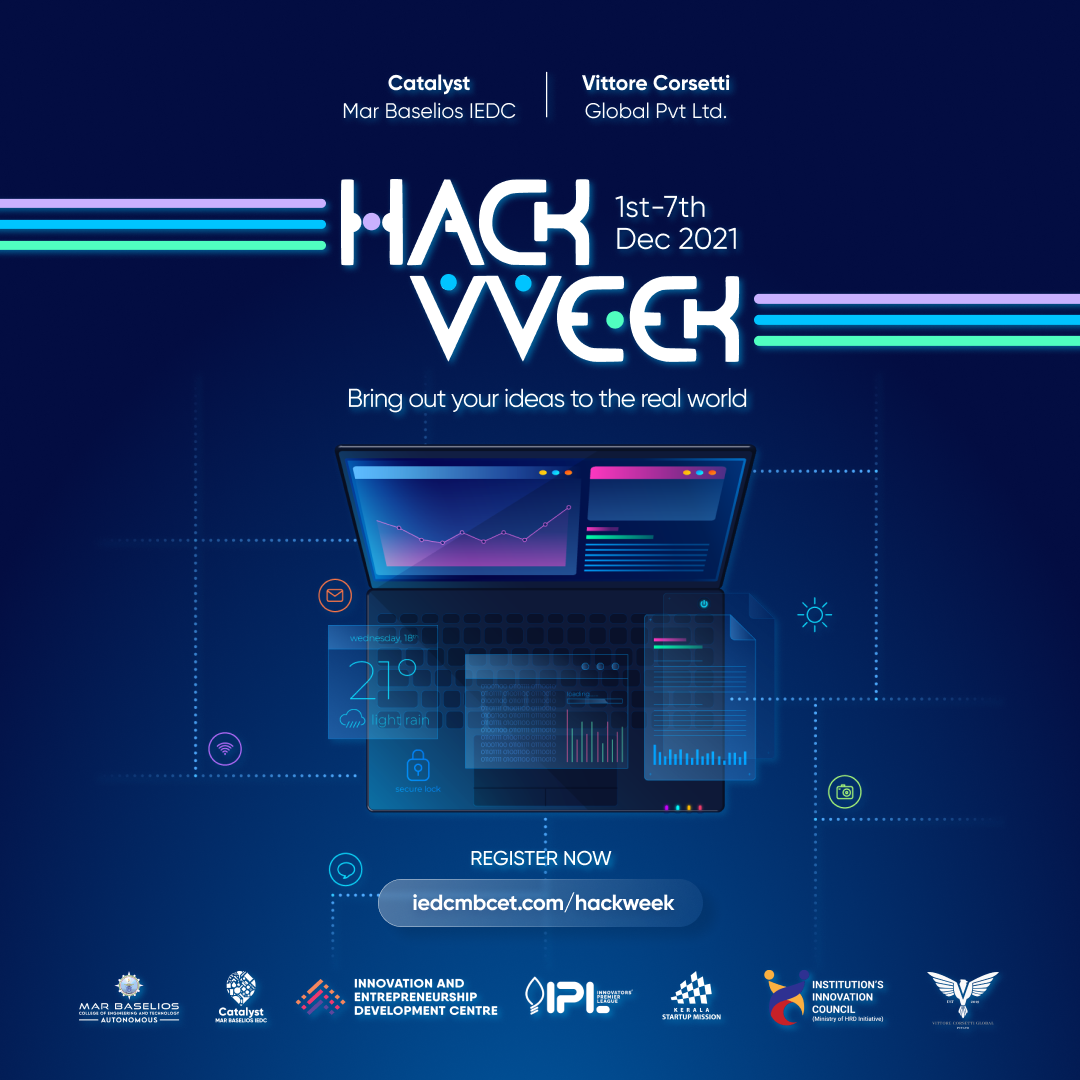 Catalyst
Mar Baselios IEDC
Vittore Corsetti
Global Pvt Ltd.
HACK
WEEK
1st-7th
Dec 2021
Bring out your ideas to the real world
wednesday, 18th
21°
light rain
loading
secure lock
REGISTER NOW
iedcmbcet.com/hackweek
MAR BASELIOS
COLLEGE OF ENGINEERING AND TECHNOLOGY
AUTONOMOUS
Catalyst
MAR BASELIOS IEDC
INNOVATION AND
ENTREPRENEURSHIP
DEVELOPMENT CENTRE
IPL
INNOVATORS'
PREMIER
LEAGUE
KERALA
STARTUP MISSION
INSTITUTION'S
INNOVATION
COUNCIL
(Ministry of HRD Initiative)
VITTORE CORSETTI GLOBAL